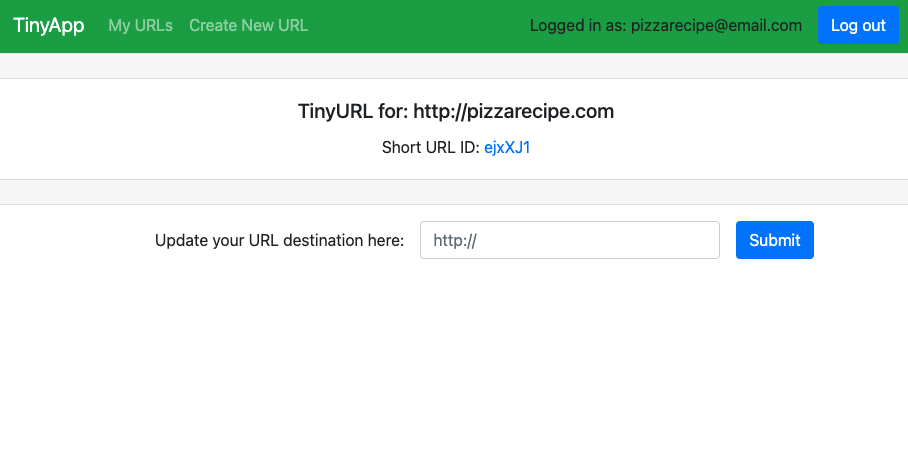 TinyApp My URLs Create New URL Logged in as: pizzarecipe@email.com Log out
TinyURL for: http://pizzarecipe.com
Short URL ID: ejxXJ1
Update your URL destination here: http:// Submit